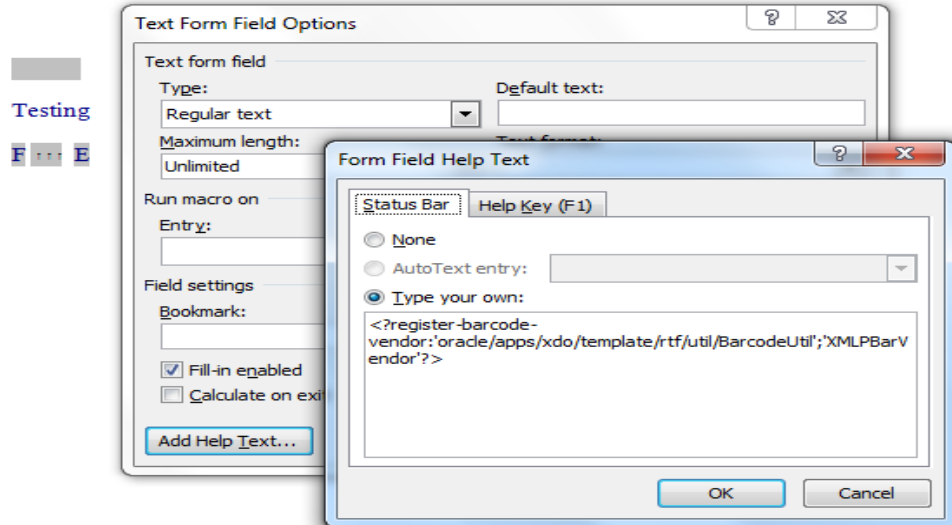 Text Form Field Options
Text form field
Type:
Default text:
Regular text
Testing
Maximum length:
Unlimited
F E
Run macro on
Entry:
Field settings
Bookmark:
Fill-in enabled
Calculate on exi
Add Help Text...
Form Field Help Text
Status Bar
Help Key (F1)
None
AutoText entry:
Type your own:
<?register-barcode-
vendor:'oracle/apps/xdo/template/rtf/util/BarcodeUtil';'XMLPBarV
endor'?>
OK
Cancel